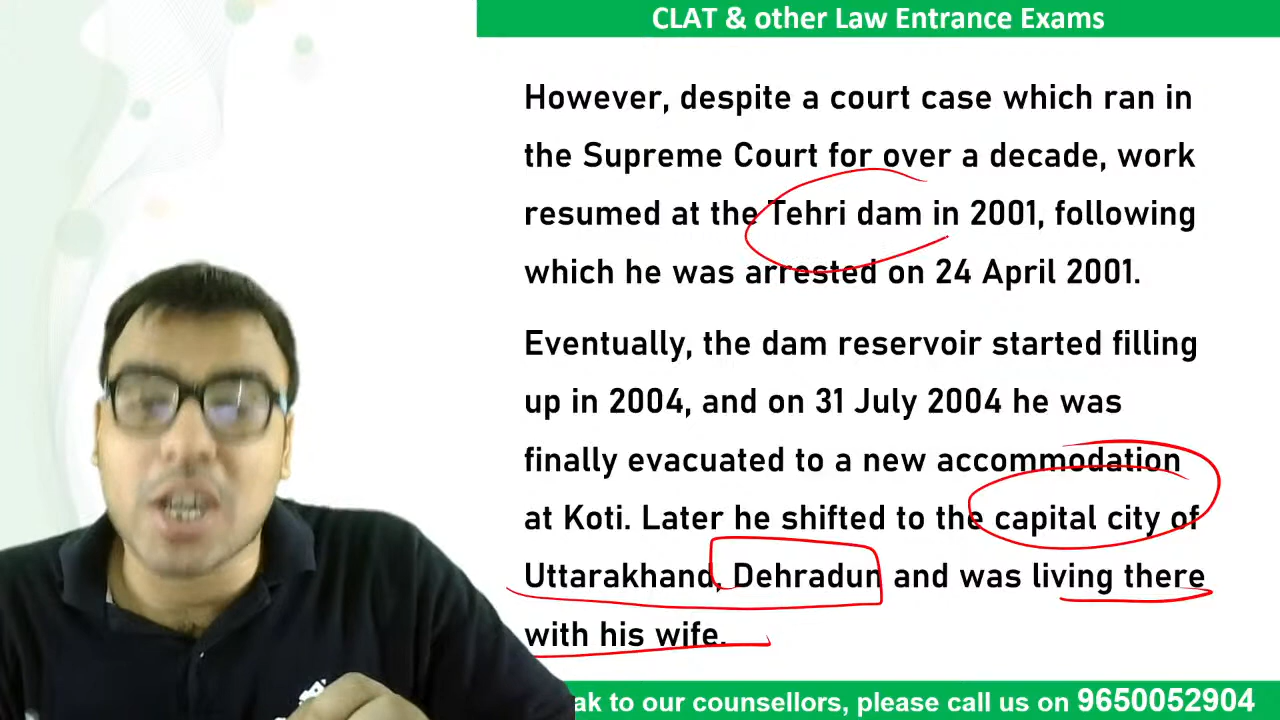 CLAT & other Law Entrance Exams
However, despite a court case which ran in
the Supreme Court for over a decade, work
resumed at the Tehri dam in 2001, following
which he was arrested on 24 April 2001.
Eventually, the dam reservoir started filling
up in 2004, and on 31 July 2004 he was
finally evacuated to a new accommodation
at Koti. Later he shifted to the capital city of
Uttarakhand, Dehradun and was living there
with his wife.
to our counsellors, please call us on 9650052904